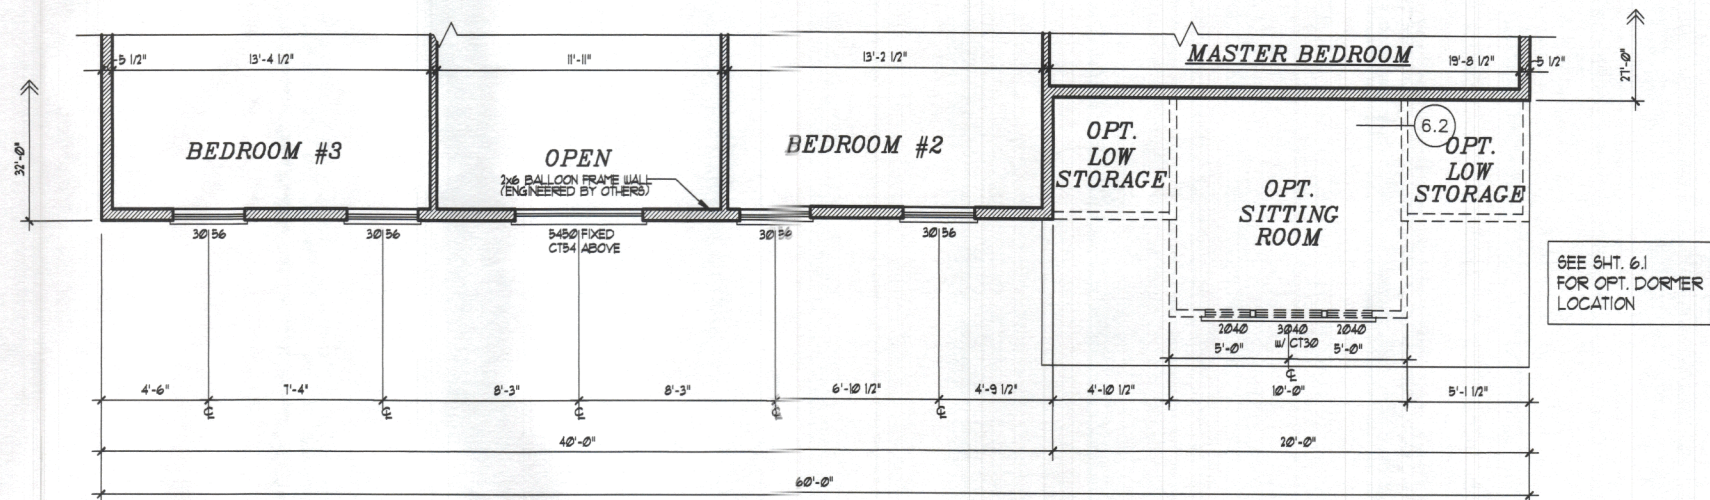 5 1/2"
13'-4 1/2"
11'-11"
13'-2 1/2"
MASTER BEDROOM
19'-8 1/2"
5 1/2"
27'-0"
32'-0"
BEDROOM #3
OPEN
2x6 BALLOON FRAME WALL
(ENGINEERED BY OTHERS)
BEDROOM #2
OPT.
LOW
STORAGE
6.2
OPT.
LOW
STORAGE
OPT.
SITTING
ROOM
3056
3056
5450 FIXED
CT54 ABOVE
3056
3056
SEE SHT. 6.1
FOR OPT. DORMER
LOCATION
2040
3040
2040
w/ CT30
5'-0"
5'-0"
4'-6"
7'-4"
8'-3"
8'-3"
6'-10 1/2"
4'-9 1/2"
4'-10 1/2"
10'-0"
5'-1 1/2"
40'-0"
20'-0"
60'-0"